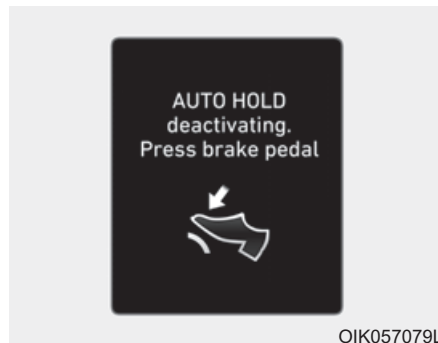 AUTO HOLD
deactivating.
Press brake pedal
OIK057079L